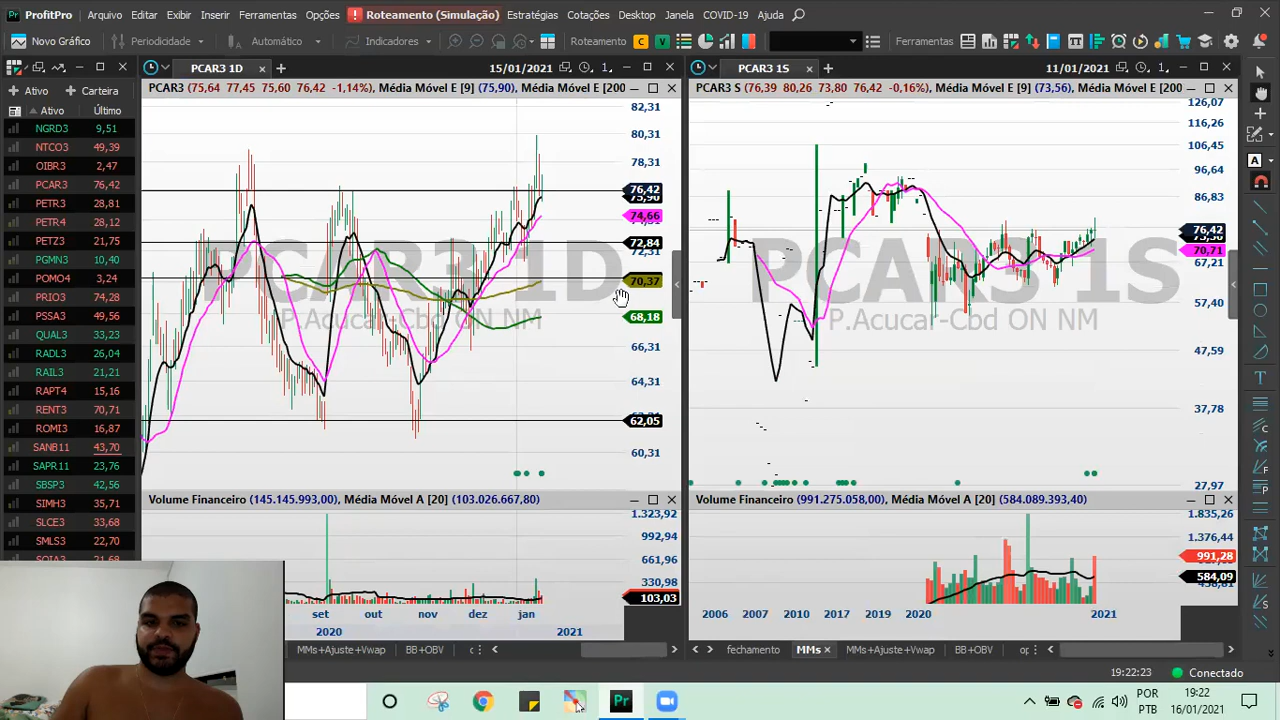 ProfitPro Arquivo Editar Exibir Inserir Ferramentas Opções Roteamento (Simulação) Estratégias Cotações Desktop Janela COVID-19 Ajuda
Novo Gráfico Periodicidade Automático Indicadores Roteamento C V Ferramentas
PCAR3 1D 15/01/2021 1 PCAR3 1S 11/01/2021 1
Ativo Carteira
PCAR3 (75,64 77,45 75,60 76,42 -1,14%), Média Móvel E [9] (75,90), Média Móvel E [200
PCAR3 S (76,39 80,26 73,80 76,42 -0,16%), Média Móvel E [9] (73,56), Média Móvel E [200
Ativo Último
NGRD3 9,51
NTCO3 49,39
OIBR3 2,47
PCAR3 76,42
PETR3 28,81
PETR4 28,12
PETZ3 21,75
PGMN3 10,40
POMO4 3,24
PRIO3 74,28
PSSA3 49,56
QUAL3 33,23
RADL3 26,04
RAIL3 21,21
RAPT4 15,16
RENT3 70,71
ROMI3 16,87
SANB11 43,70
SAPR11 23,76
SBSP3 42,56
SIMH3 35,71
SLCE3 33,68
SMLS3 22,70
PCAR3 1D
P.Acucar-Cbd ON NM
82,31
80,31
78,31
76,42
75,90
74,66
72,84
72,31
70,37
68,18
66,31
64,31
62,05
60,31
PCAR3 1S
P.Acucar-Cbd ON NM
126,07
116,26
106,45
96,64
86,83
76,42
70,71
67,21
57,40
47,59
37,78
27,97
Volume Financeiro (145.145.993,00), Média Móvel A [20] (103.026.667,80)
1.323,92
992,94
661,96
330,98
103,03
set out nov dez jan
2020 2021
Volume Financeiro (991.275.058,00), Média Móvel A [20] (584.089.393,40)
1.835,26
1.376,44
991,28
584,09
2006 2007 2010 2017 2019 2020 2021
MMs+Ajuste+Vwap BB+OBV
fechamento MMs MMs+Ajuste+Vwap BB+OBV
19:22:23 Conectado
POR
PTB
19:22
16/01/2021